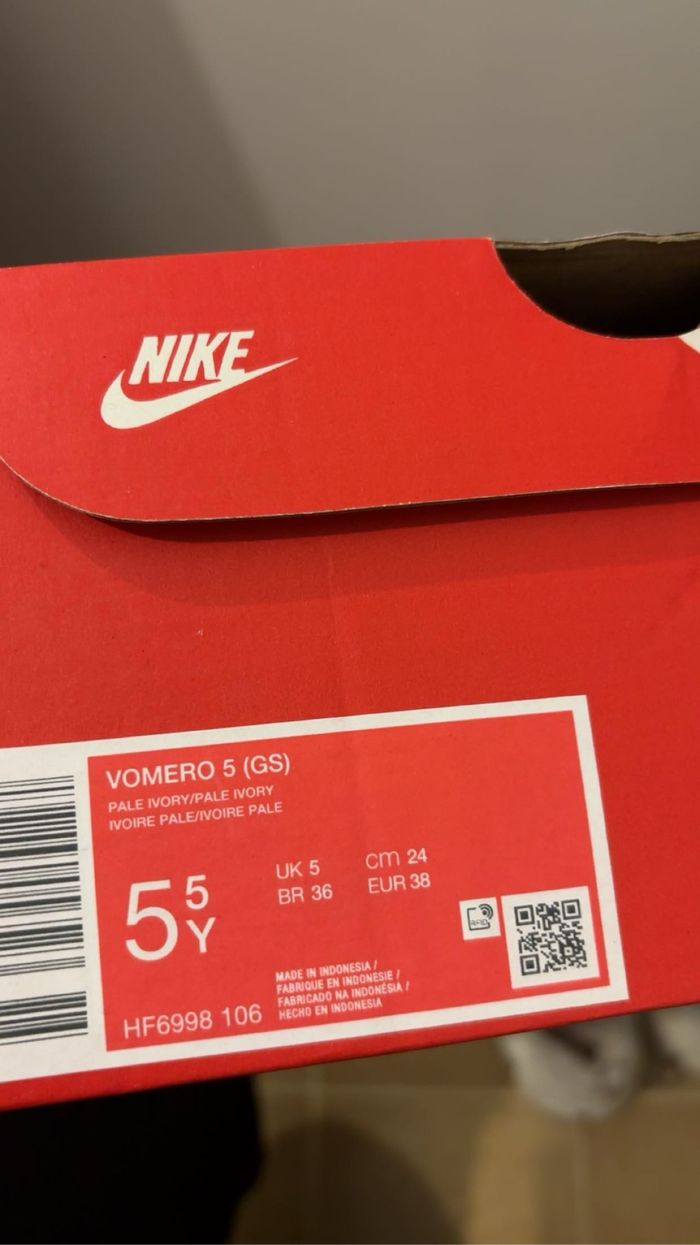 NIKE
VOMERO 5 (GS)
PALE IVORY/PALE IVORY
IVOIRE PALE/IVOIRE PALE
5 5 Y
UK 5 cm 24
BR 36 EUR 38
RFID
MADE IN INDONESIA /
FABRIQUE EN INDONESIE /
FABRICADO NA INDONÉSIA /
HECHO EN INDONESIA
HF6998 106